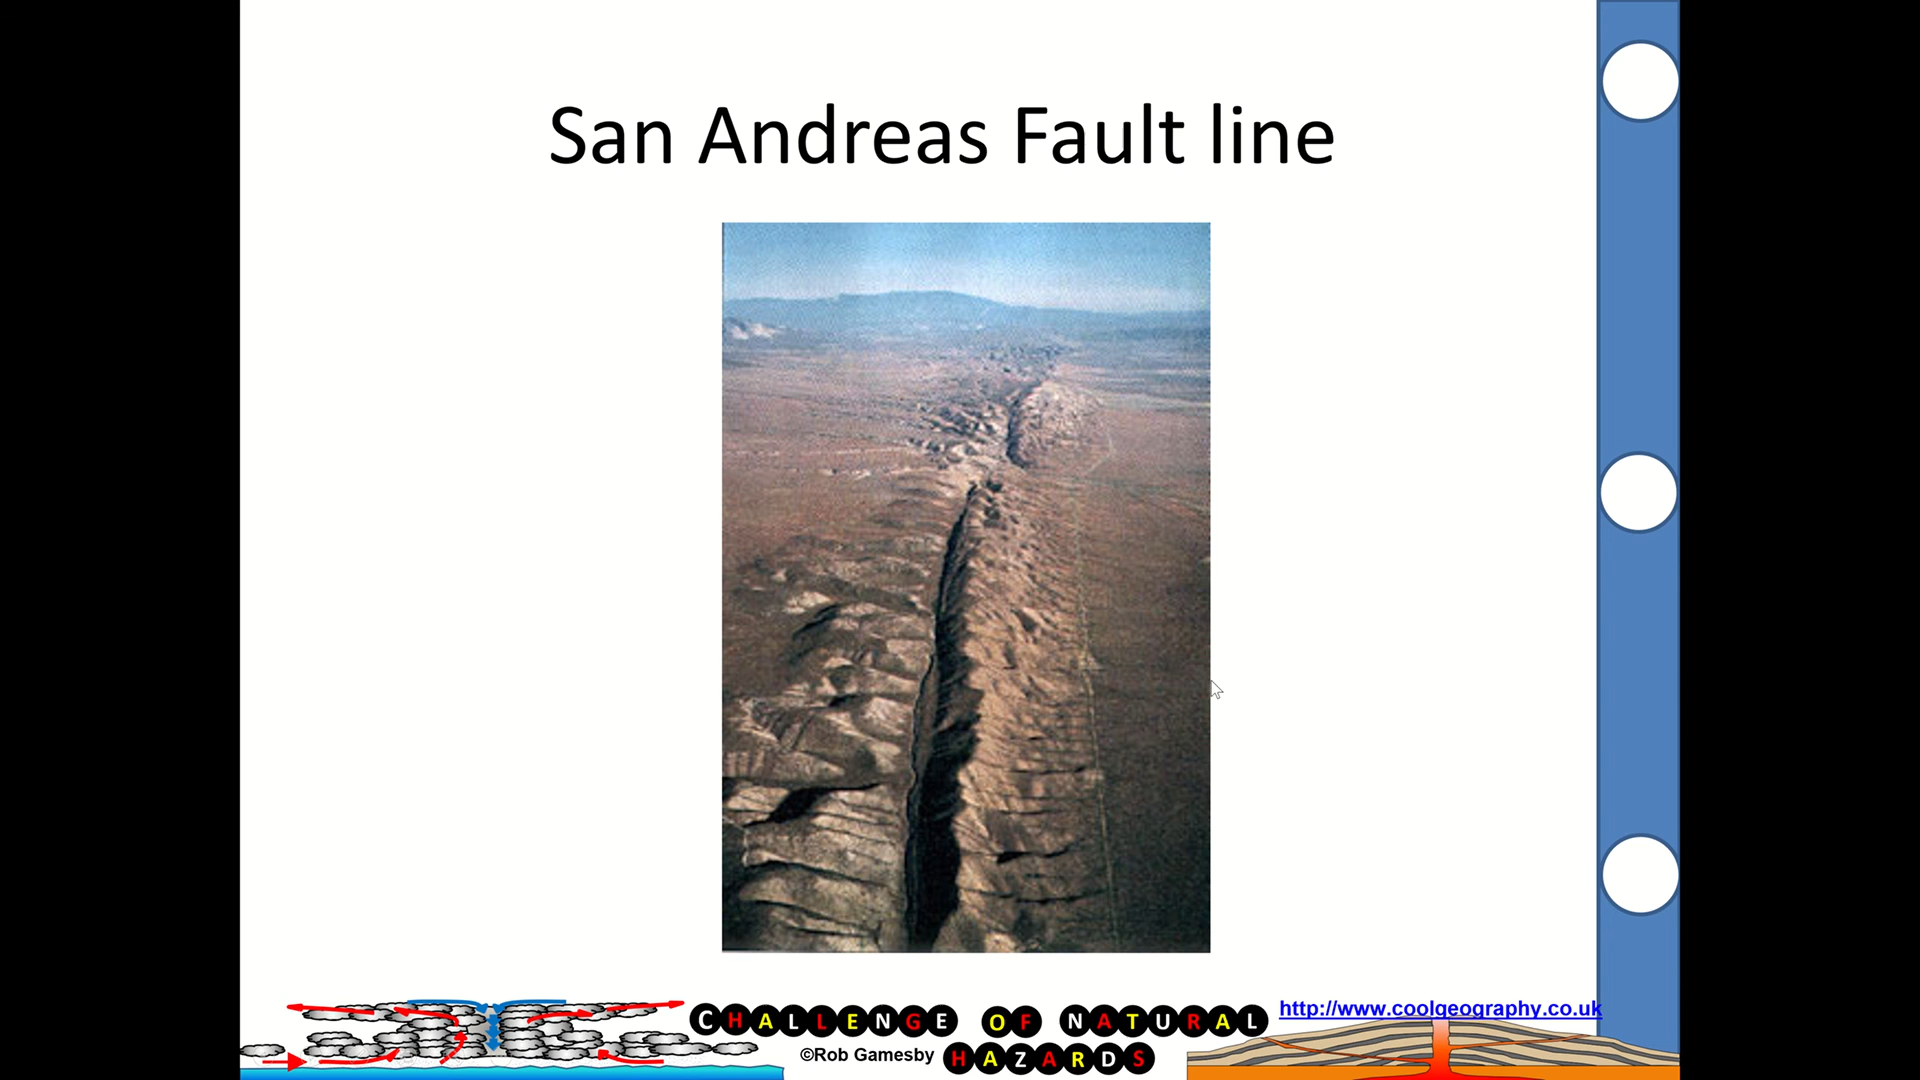 San Andreas Fault line
http://www.coolgeography.co.uk
CHALLENGE OF NATURAL
©Rob Gamesby HAZARDS